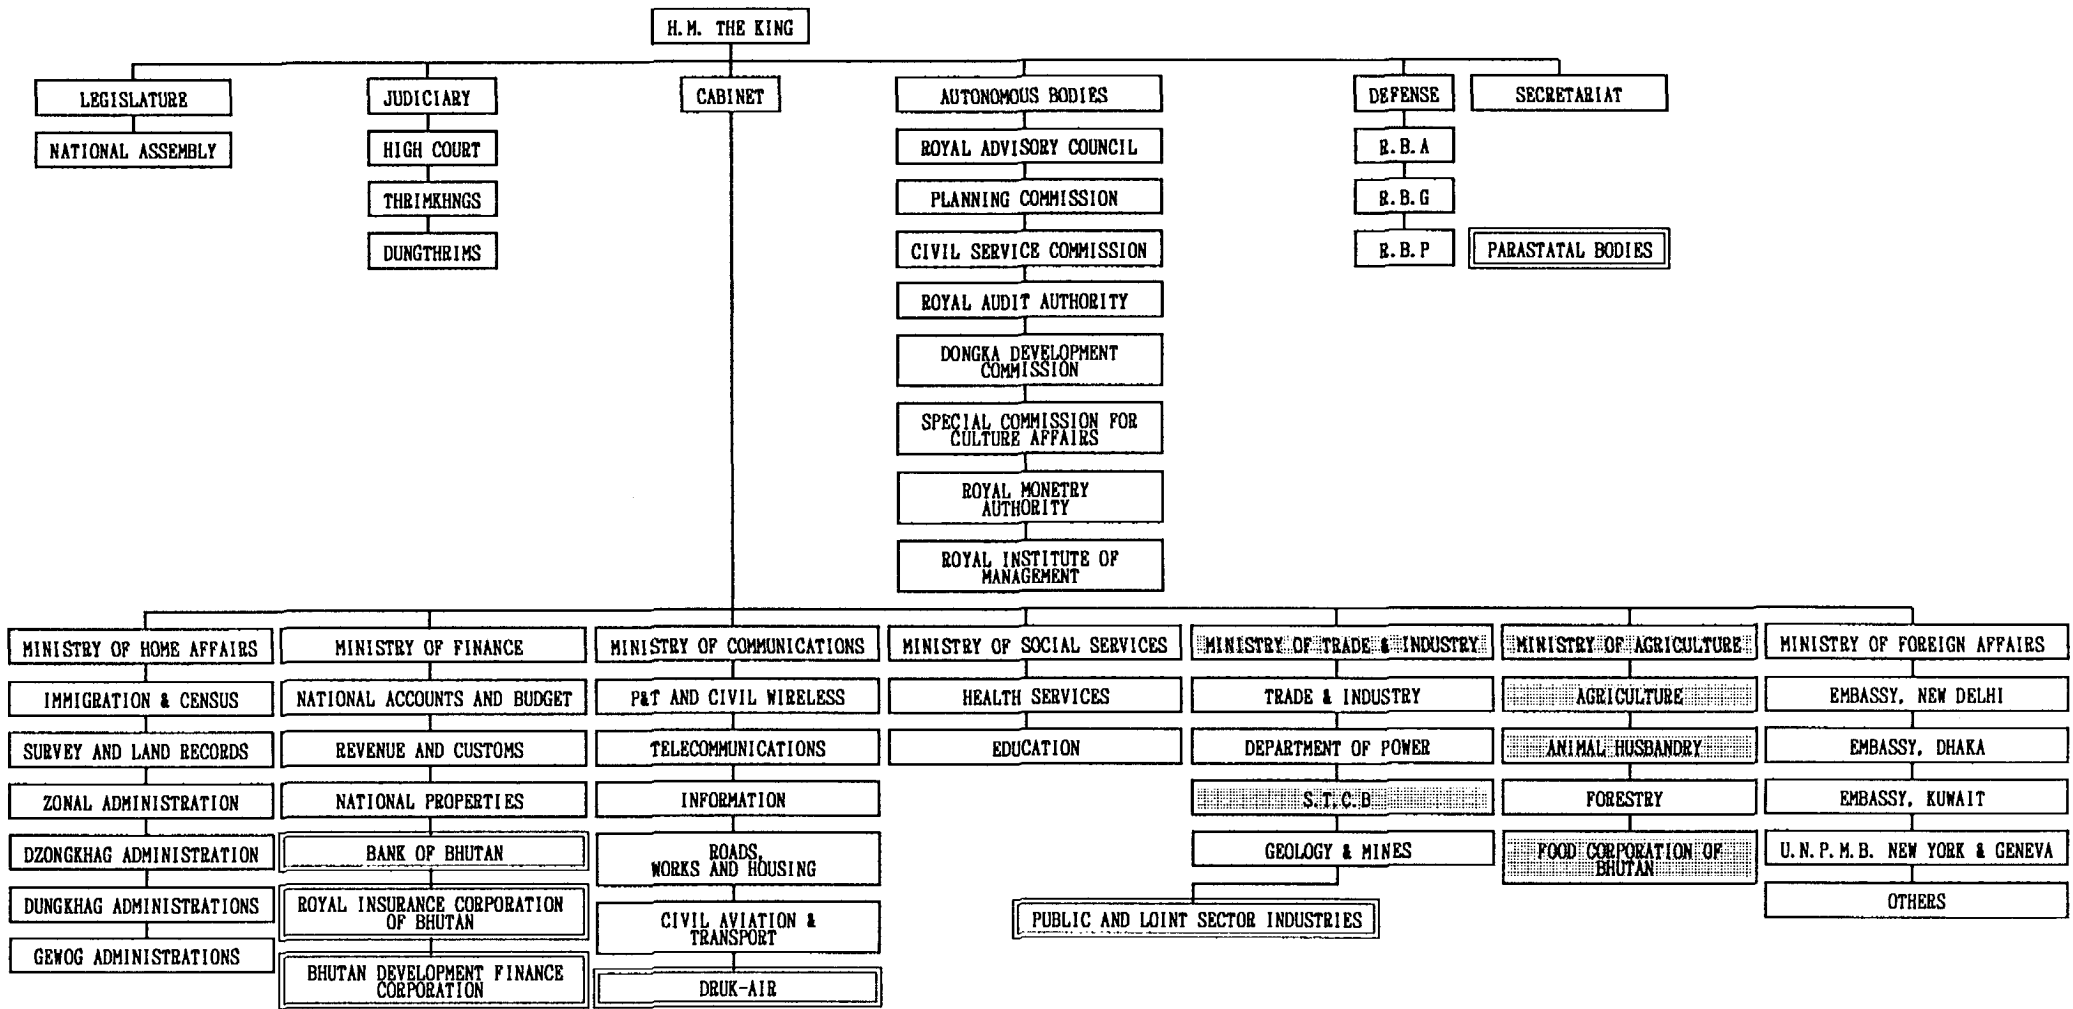 H.M. THE KING
LEGISLATURE
NATIONAL ASSEMBLY
JUDICIARY
HIGH COURT
THRIMKHNGS
DUNGTHRIMS
CABINET
AUTONOMOUS BODIES
ROYAL ADVISORY COUNCIL
PLANNING COMMISSION
CIVIL SERVICE COMMISSION
ROYAL AUDIT AUTHORITY
DONGKA DEVELOPMENT
COMMISSION
SPECIAL COMMISSION FOR
CULTURE AFFAIRS
ROYAL MONETRY
AUTHORITY
ROYAL INSTITUTE OF
MANAGEMENT
DEFENSE
R.B.A
R.B.G
R.B.P
SECRETARIAT
PARASTATAL BODIES
MINISTRY OF HOME AFFAIRS
IMMIGRATION & CENSUS
SURVEY AND LAND RECORDS
ZONAL ADMINISTRATION
DZONGKHAG ADMINISTRATION
DUNGKHAG ADMINISTRATIONS
GEWOG ADMINISTRATIONS
MINISTRY OF FINANCE
NATIONAL ACCOUNTS AND BUDGET
REVENUE AND CUSTOMS
NATIONAL PROPERTIES
BANK OF BHUTAN
ROYAL INSURANCE CORPORATION
OF BHUTAN
BHUTAN DEVELOPMENT FINANCE
CORPORATION
MINISTRY OF COMMUNICATIONS
P&T AND CIVIL WIRELESS
TELECOMMUNICATIONS
INFORMATION
ROADS,
WORKS AND HOUSING
CIVIL AVIATION &
TRANSPORT
DRUK-AIR
MINISTRY OF SOCIAL SERVICES
HEALTH SERVICES
EDUCATION
MINISTRY OF TRADE & INDUSTRY
TRADE & INDUSTRY
DEPARTMENT OF POWER
S.T.C.B
GEOLOGY & MINES
PUBLIC AND LOINT SECTOR INDUSTRIES
MINISTRY OF AGRICULTURE
AGRICULTURE
ANIMAL HUSBANDRY
FORESTRY
FOOD CORPORATION OF
BHUTAN
MINISTRY OF FOREIGN AFFAIRS
EMBASSY, NEW DELHI
EMBASSY, DHAKA
EMBASSY, KUWAIT
U.N.P.M.B. NEW YORK & GENEVA
OTHERS